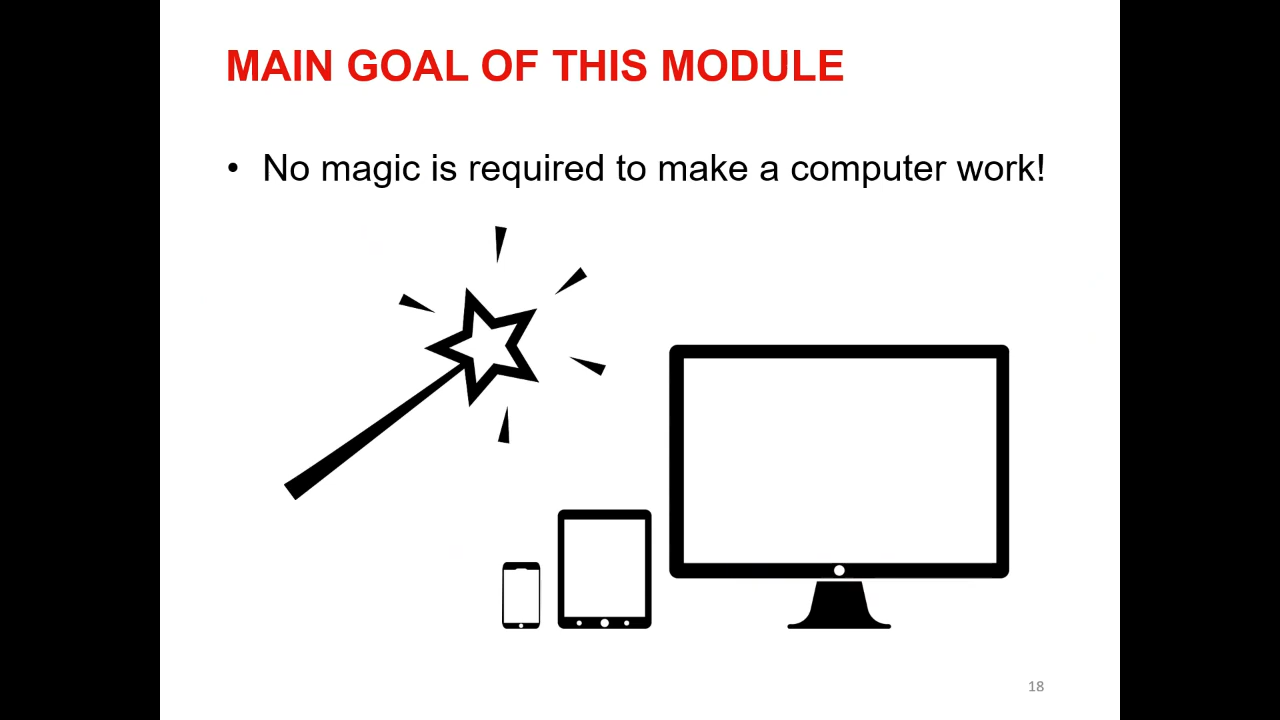 MAIN GOAL OF THIS MODULE
• No magic is required to make a computer work!
18